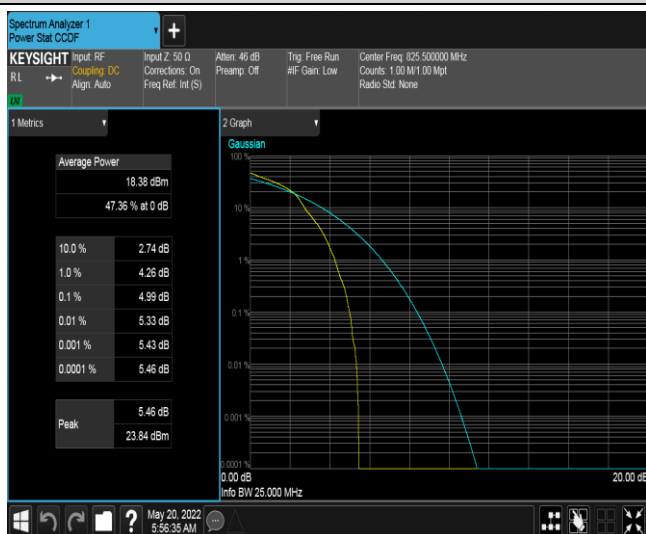 Spectrum Analyzer 1
Power Stat CCDF
KEYSIGHT
Input: RF
Input Z: 50 Ω
Atten: 46 dB
Trig: Free Run
Center Freq: 825.500000 MHz
RL
Coupling: DC
Corrections: On
Preamp: Off
#IF Gain: Low
Counts: 1.00 M/1.00 Mpt
Align: Auto
Freq Ref: Int (S)
Radio Std: None
1 Metrics
2 Graph
Gaussian
Average Power
18.38 dBm
47.36 % at 0 dB
10.0 % 2.74 dB
1.0 % 4.26 dB
0.1 % 4.99 dB
0.01 % 5.33 dB
0.001 % 5.43 dB
0.0001 % 5.46 dB
Peak
5.46 dB
23.84 dBm
100 %
10 %
1 %
0.1 %
0.01 %
0.001 %
0.0001 %
0.00 dB
20.00 dB
Info BW 25.000 MHz
?
May 20, 2022
5:56:35 AM